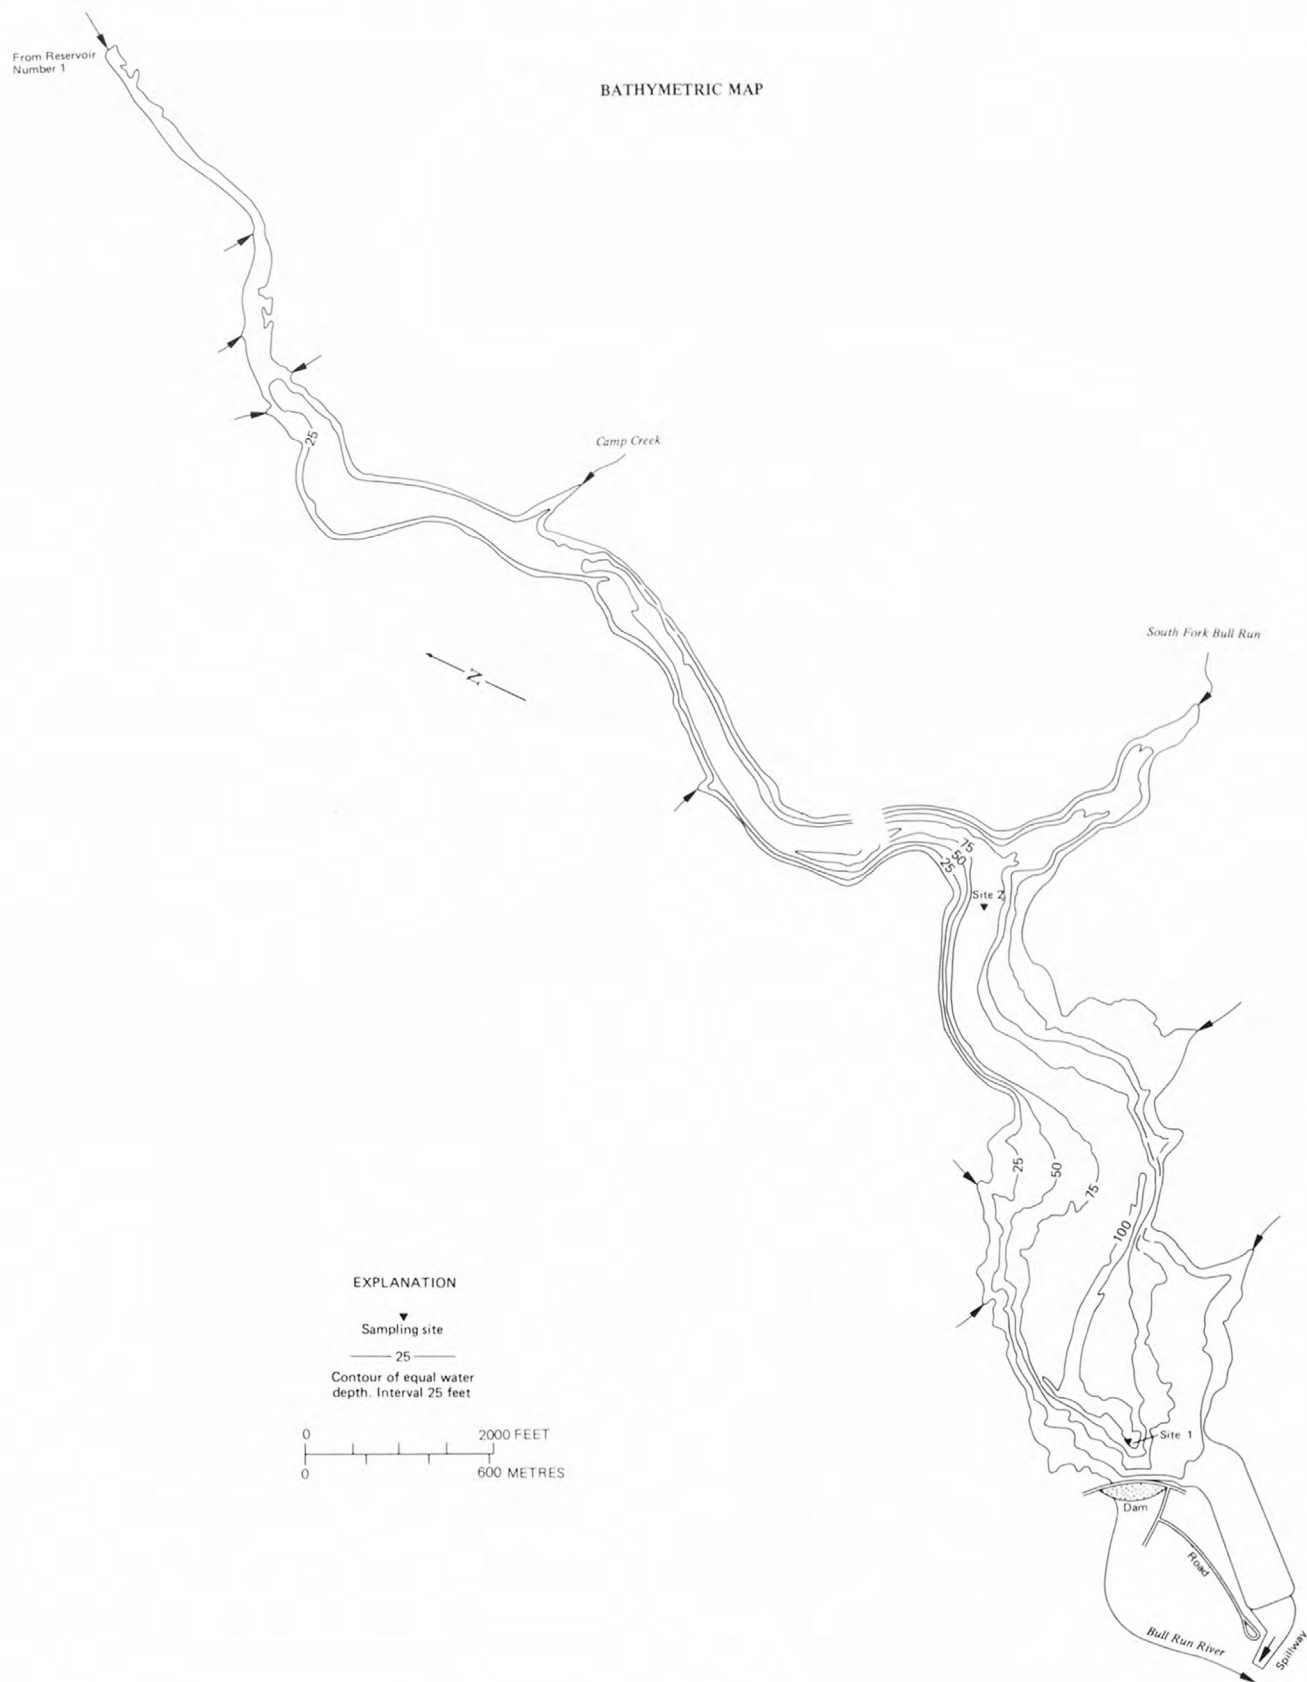 From Reservoir
Number 1
BATHYMETRIC MAP
25
Camp Creek
N
South Fork Bull Run
75
50
25
Site 2
25
50
75
100
EXPLANATION
Sampling site
25
Contour of equal water
depth. Interval 25 feet
0
2000 FEET
0
600 METRES
Site 1
Dam
Road
Bull Run River
Spillway